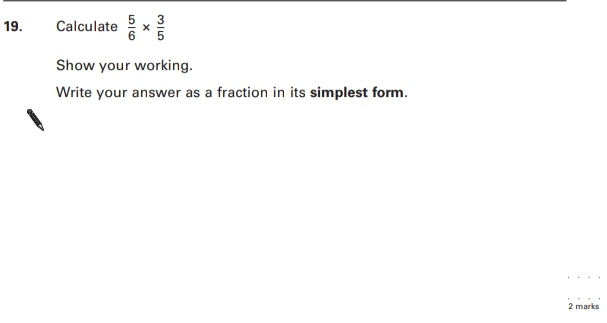 19. Calculate 5/6 × 3/5
Show your working.
Write your answer as a fraction in its simplest form.
2 marks